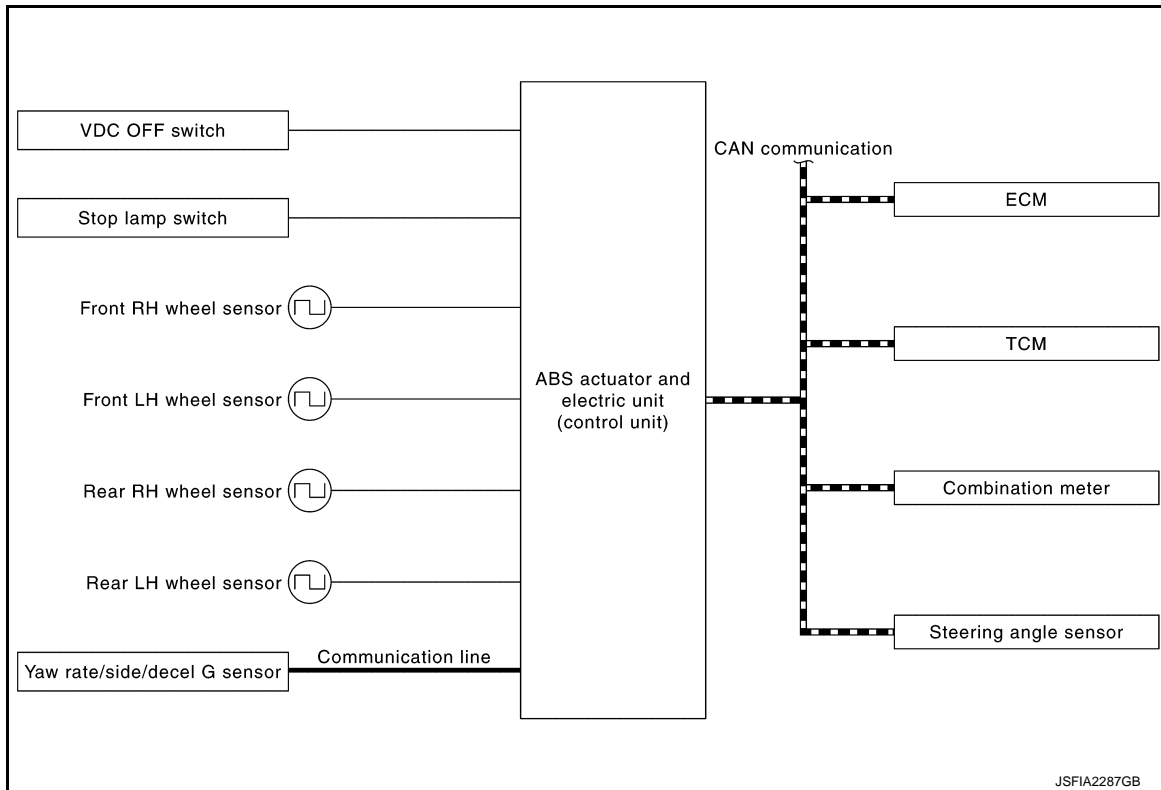 VDC OFF switch
Stop lamp switch
Front RH wheel sensor
Front LH wheel sensor
Rear RH wheel sensor
Rear LH wheel sensor
Yaw rate/side/decel G sensor
Communication line
ABS actuator and
electric unit
(control unit)
CAN communication
ECM
TCM
Combination meter
Steering angle sensor
JSFIA2287GB